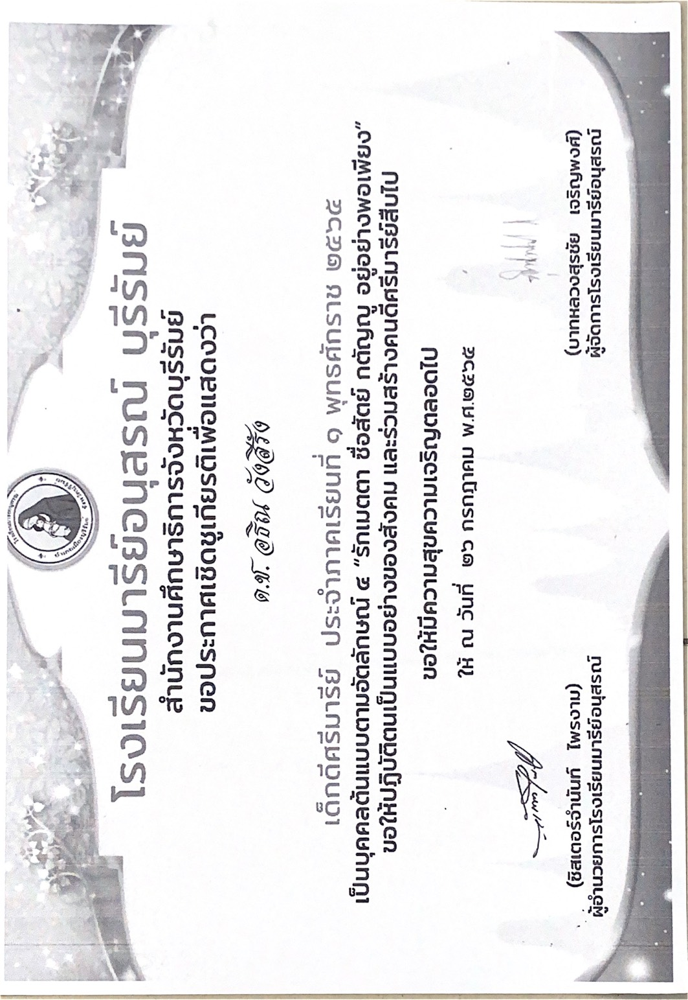 โรงเรียนมารีย์อนุสรณ์ บุรีรัมย์
สำนักงานศึกษาธิการจังหวัดบุรีรัมย์
ขอประกาศเชิดชูเกียรติเพื่อแสดงว่า
ด.ช. อธิณ วังสีรัง
เด็กดีศรีมารีย์ ประจำภาคเรียนที่ ๑ พุทธศักราช ๒๕๖๕
เป็นบุคคลต้นแบบตามอัตลักษณ์ ๔ "รักเมตตา ซื่อสัตย์ กตัญญู อยู่อย่างพอเพียง"
ขอให้ปฏิบัติตนเป็นแบบอย่างของสังคม และร่วมสร้างคนดีศรีมารีย์สืบไป
ขอให้มีความสุขความเจริญตลอดไป
ให้ ณ วันที่ ๒๖ กรกฎาคม พ.ศ.๒๕๖๕
(ซิสเตอร์จำนันท์ ไพรงาม)
ผู้อำนวยการโรงเรียนมารีย์อนุสรณ์
(บาทหลวงสุรชัย เจริญพงศ์)
ผู้จัดการโรงเรียนมารีย์อนุสรณ์